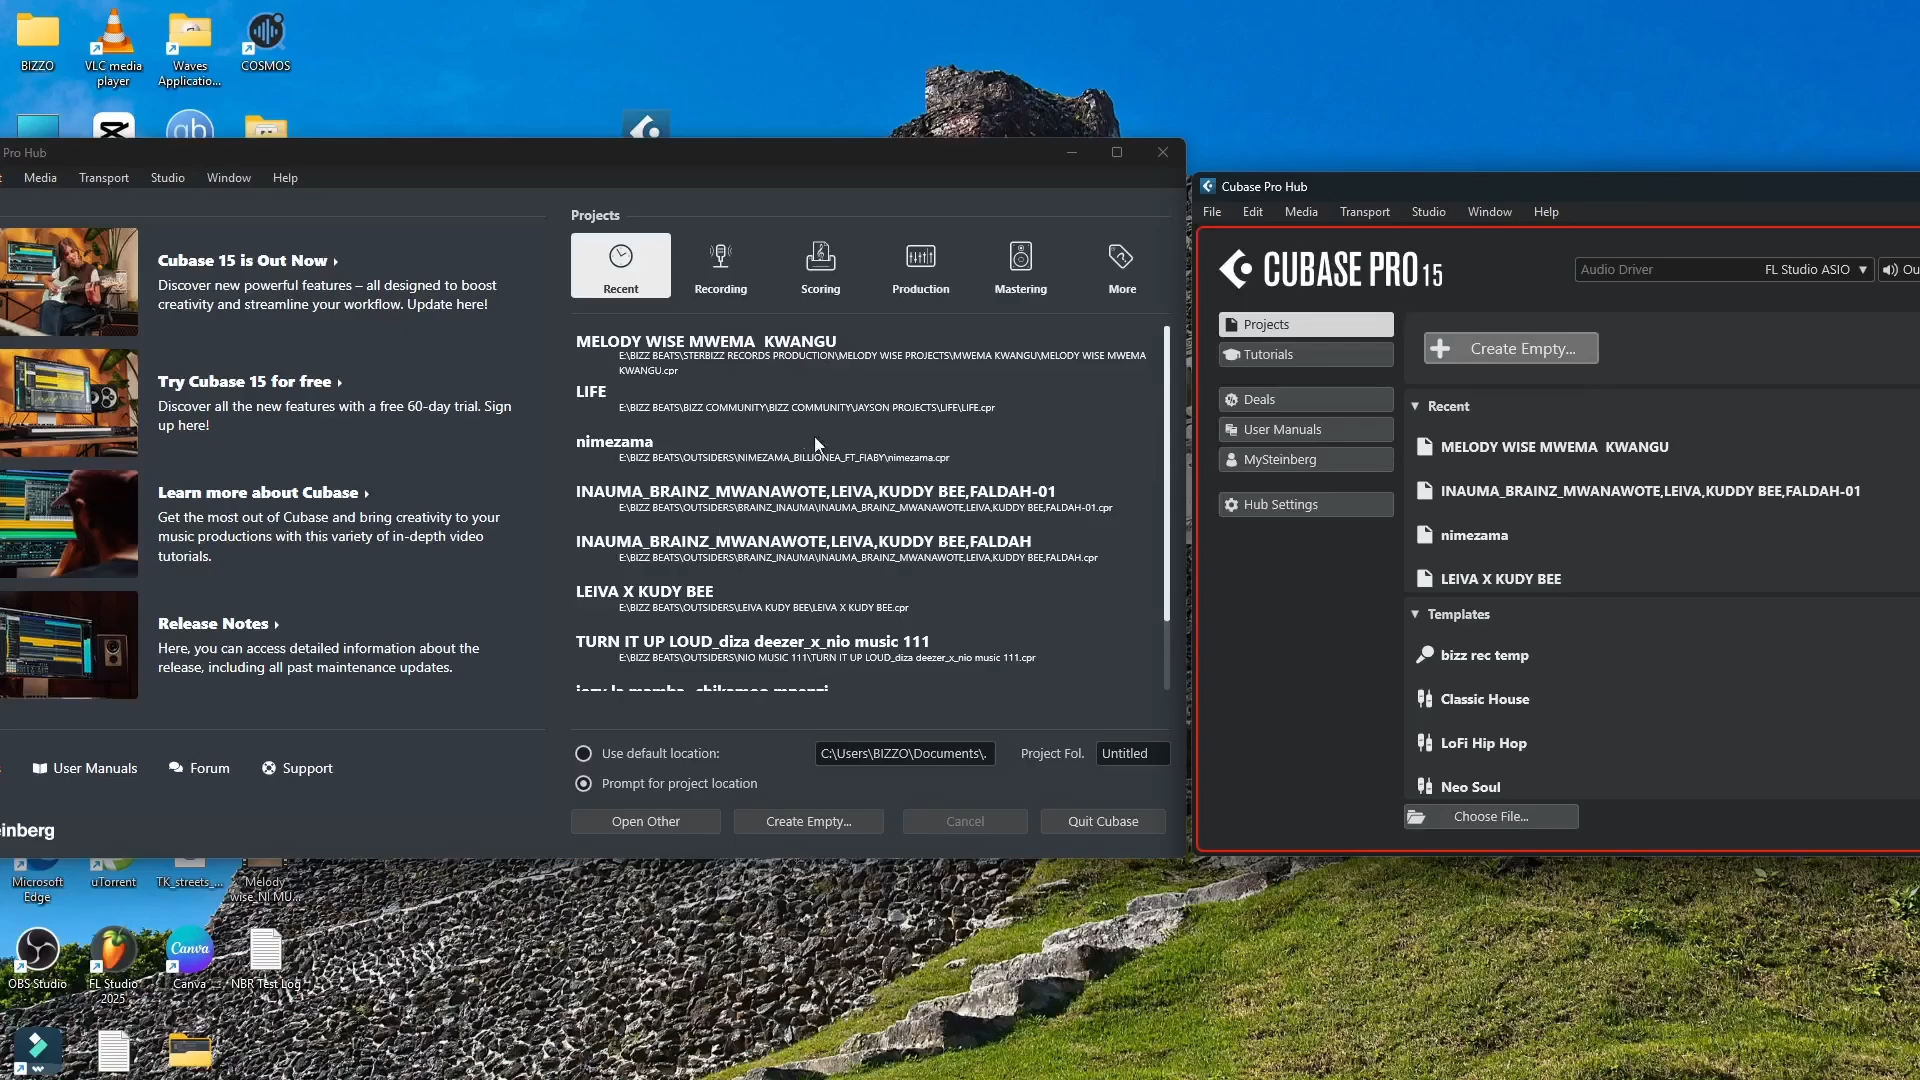 BIZZO
VLC media
player
Waves
Applicatio...
COSMOS
Pro Hub
Media
Transport
Studio
Window
Help
Cubase 15 is Out Now
Discover new powerful features – all designed to boost
creativity and streamline your workflow. Update here!
Try Cubase 15 for free
Discover all the new features with a free 60-day trial. Sign
up here!
Learn more about Cubase
Get the most out of Cubase and bring creativity to your
music productions with this variety of in-depth video
tutorials.
Release Notes
Here, you can access detailed information about the
release, including all past maintenance updates.
User Manuals
Forum
Support
einberg
Projects
Recent
Recording
Scoring
Production
Mastering
More
MELODY WISE MWEMA  KWANGU
E:\BIZZ BEATS\STERBIZZ RECORDS PRODUCTION\MELODY WISE PROJECTS\MWEMA KWANGU\MELODY WISE MWEMA
KWANGU.cpr
LIFE
E:\BIZZ BEATS\BIZZ COMMUNITY\BIZZ COMMUNITY\JAYSON PROJECTS\LIFE\LIFE.cpr
nimezama
E:\BIZZ BEATS\OUTSIDERS\NIMEZAMA_BILLIONEA_FT_FIABY\nimezama.cpr
INAUMA_BRAINZ_MWANAWOTE,LEIVA,KUDDY BEE,FALDAH-01
E:\BIZZ BEATS\OUTSIDERS\BRAINZ_INAUMA\INAUMA_BRAINZ_MWANAWOTE,LEIVA,KUDDY BEE,FALDAH-01.cpr
INAUMA_BRAINZ_MWANAWOTE,LEIVA,KUDDY BEE,FALDAH
E:\BIZZ BEATS\OUTSIDERS\BRAINZ_INAUMA\INAUMA_BRAINZ_MWANAWOTE,LEIVA,KUDDY BEE,FALDAH.cpr
LEIVA X KUDY BEE
E:\BIZZ BEATS\OUTSIDERS\LEIVA KUDY BEE\LEIVA X KUDY BEE.cpr
TURN IT UP LOUD_diza deezer_x_nio music 111
E:\BIZZ BEATS\OUTSIDERS\NIO MUSIC 111\TURN IT UP LOUD_diza deezer_x_nio music 111.cpr
Use default location:
C:\Users\BIZZO\Documents\.
Project Fol.
Untitled
Prompt for project location
Open Other
Create Empty...
Cancel
Quit Cubase
Cubase Pro Hub
File
Edit
Media
Transport
Studio
Window
Help
CUBASE PRO 15
Audio Driver
FL Studio ASIO
Ou
Projects
Tutorials
Deals
User Manuals
MySteinberg
Hub Settings
Create Empty...
Recent
MELODY WISE MWEMA  KWANGU
INAUMA_BRAINZ_MWANAWOTE,LEIVA,KUDDY BEE,FALDAH-01
nimezama
LEIVA X KUDY BEE
Templates
bizz rec temp
Classic House
LoFi Hip Hop
Neo Soul
Choose File...
Microsoft
Edge
uTorrent
TK_streets_...
Melody
wise_NI MU...
OBS Studio
FL Studio
2025
Canva
Canva
NBR Test Log